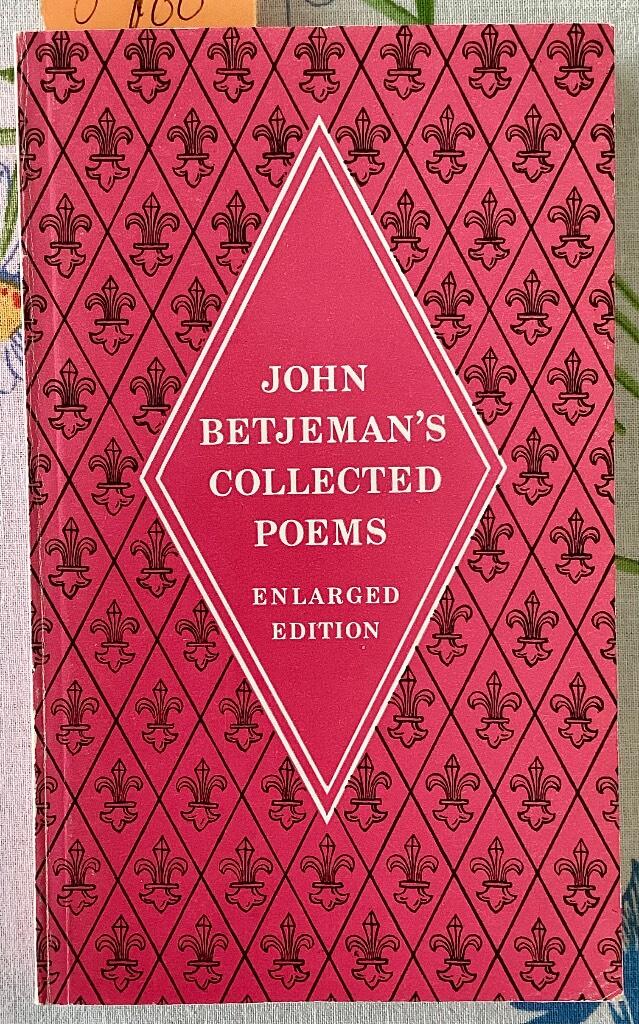 JOHN
BETJEMAN'S
COLLECTED
POEMS
ENLARGED
EDITION